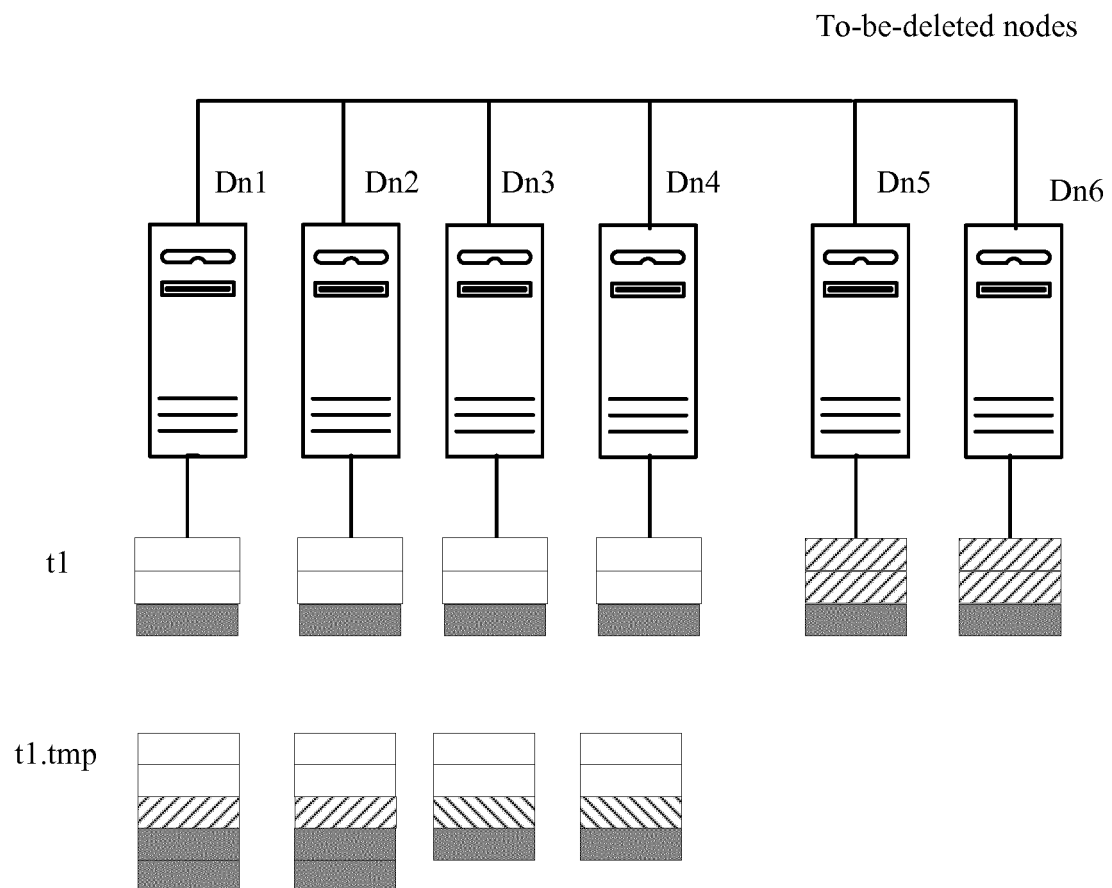 To-be-deleted nodes
Dn1
Dn2
Dn3
Dn4
Dn5
Dn6
t1
t1.tmp